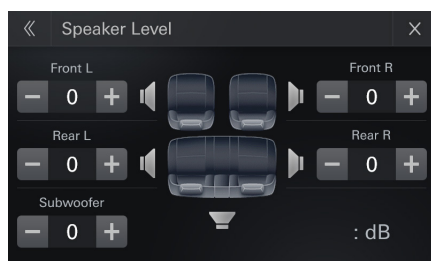 « Speaker Level X
Front L Front R
− 0 + − 0 +
Rear L Rear R
− 0 + − 0 +
Subwoofer
− 0 + : dB